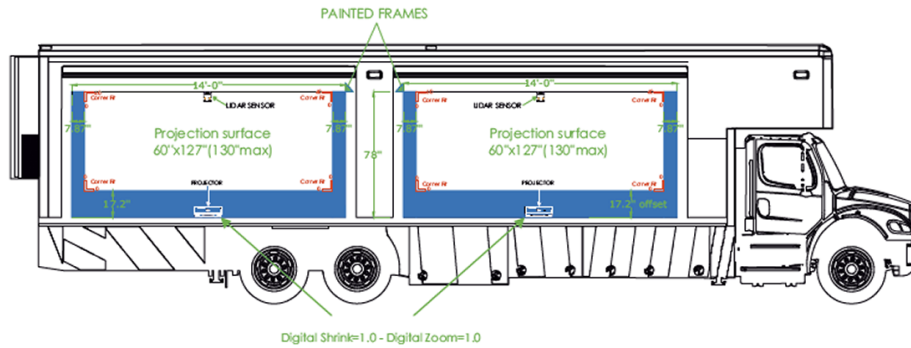 PAINTED FRAMES
14'-0"
14'-0"
Corner Fit
Corner Fit
Corner Fit
Corner Fit
LIDAR SENSOR
LIDAR SENSOR
7.87"
7.87"
7.87"
7.87"
Projection surface
60"x127"(130"max)
78"
Projection surface
60"x127"(130"max)
Corner Fit
PROJECTOR
Corner Fit
Corner Fit
PROJECTOR
Corner Fit
17.2"
17.2" offset
Digital Shrink=1.0 - Digital Zoom=1.0